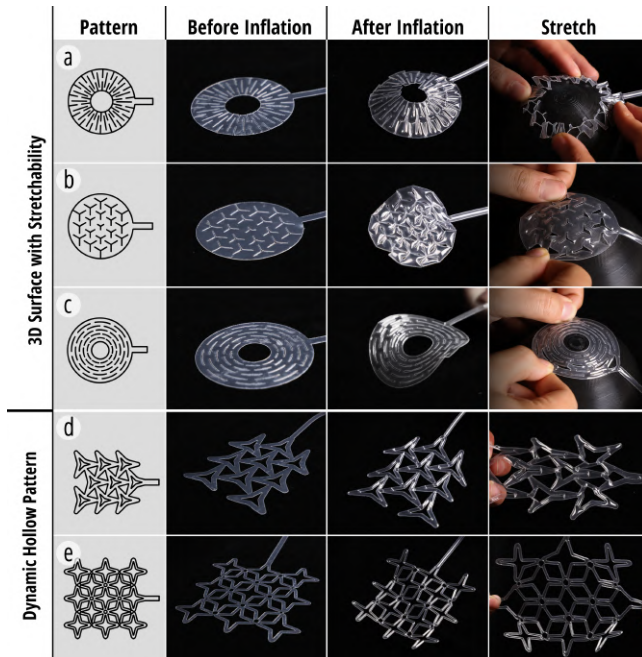 Pattern Before Inflation After Inflation Stretch
3D Surface with Stretchability
a
b
c
Dynamic Hollow Pattern
d
e